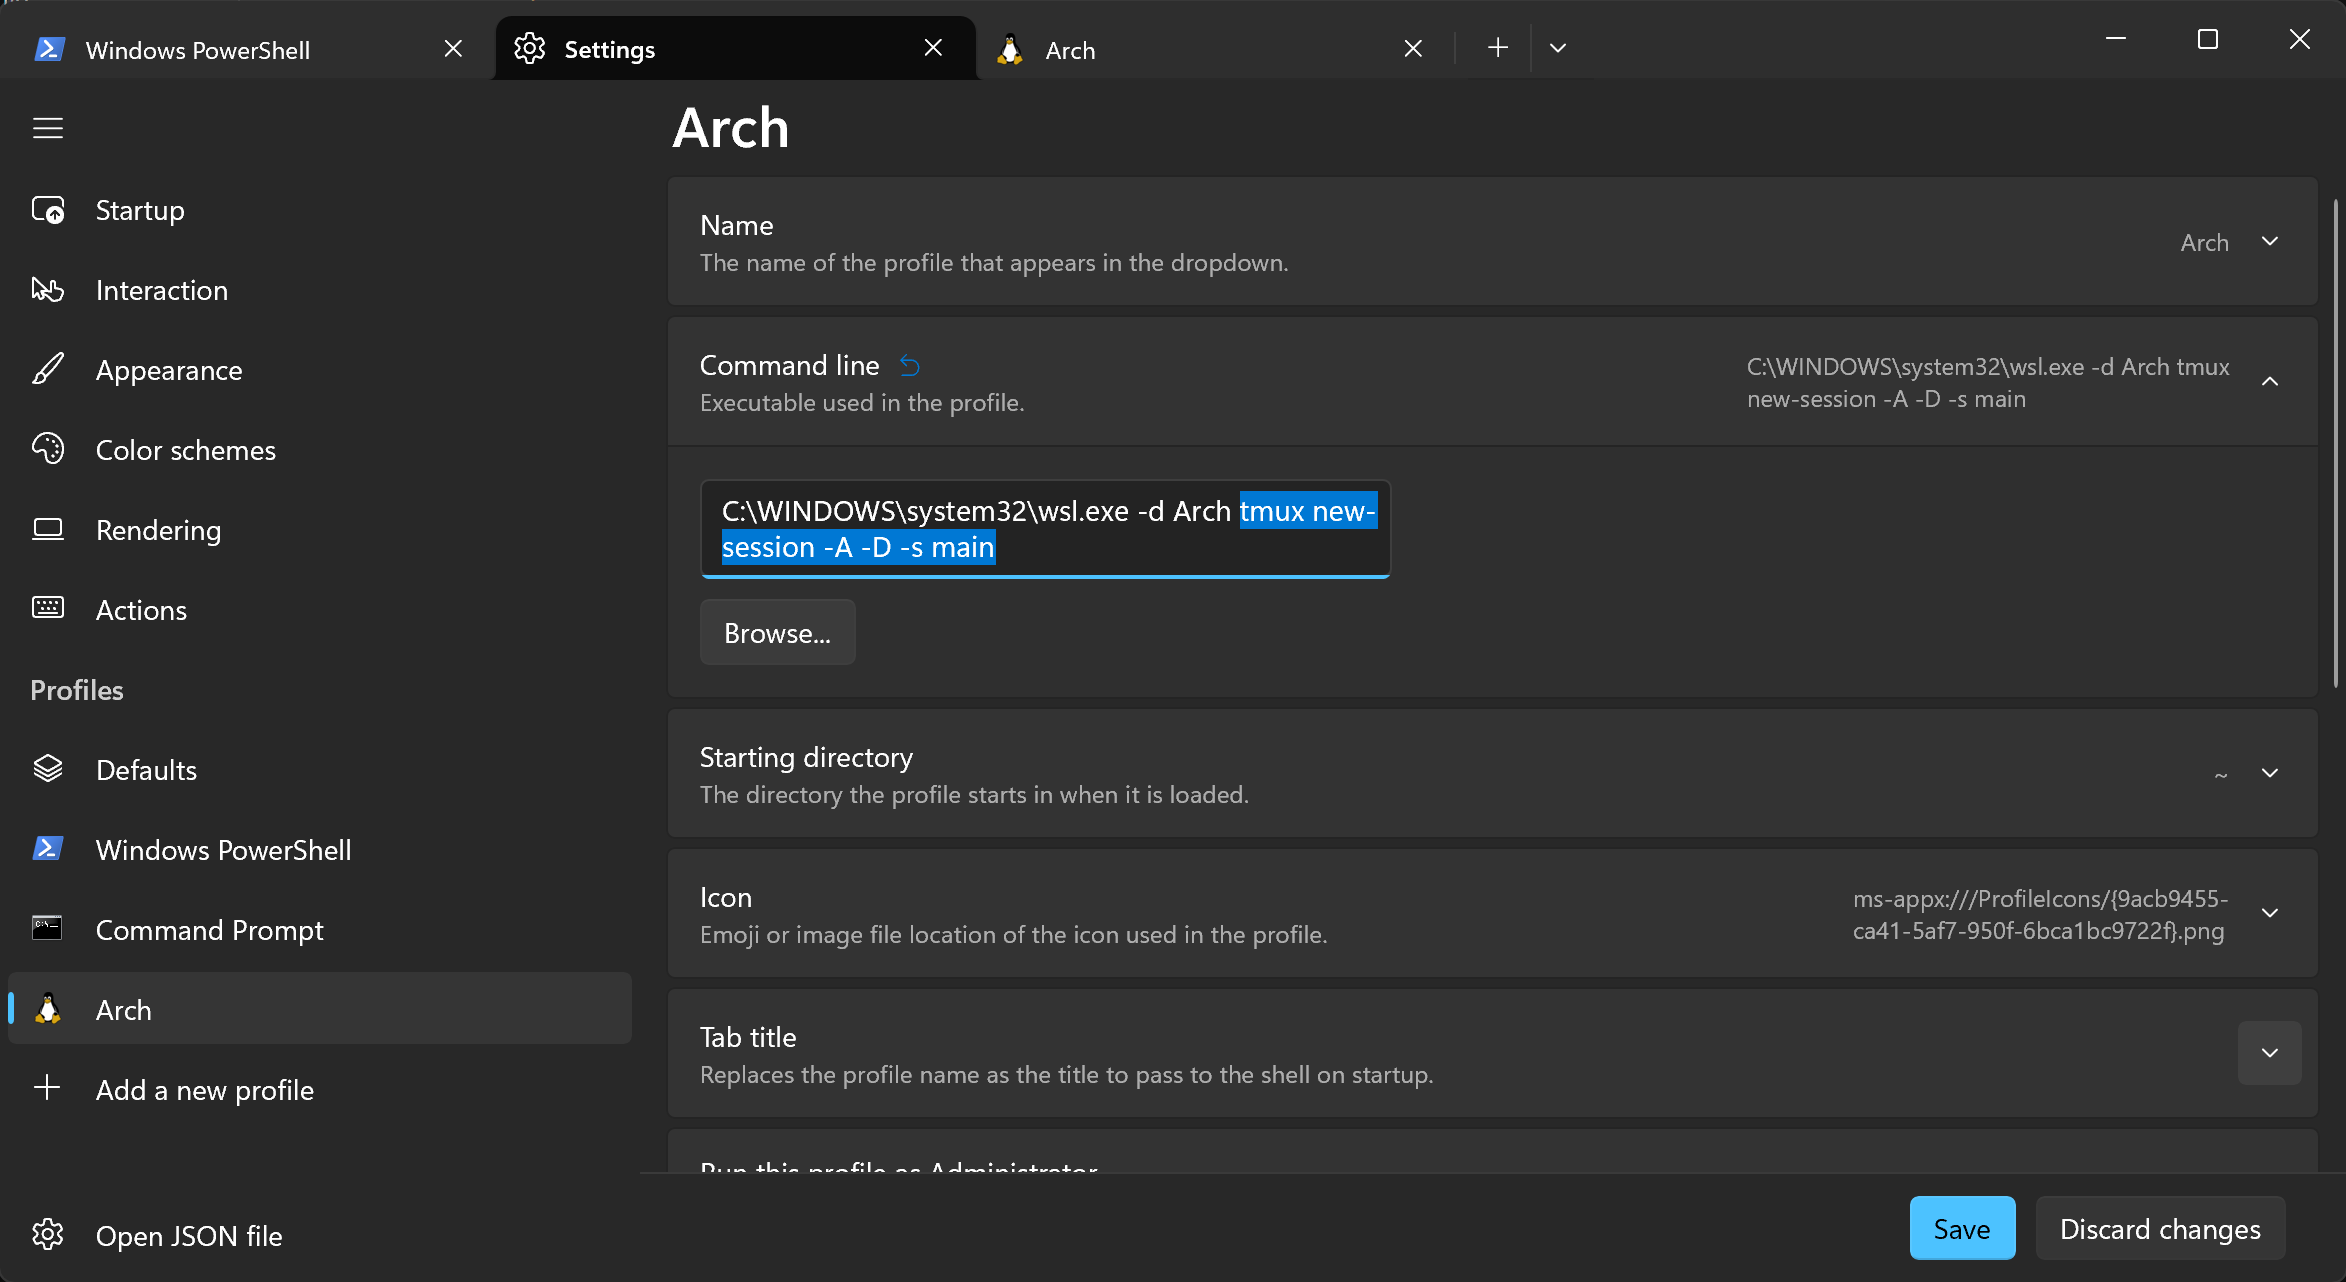 Windows PowerShell
Settings
Arch
Startup
Interaction
Appearance
Color schemes
Rendering
Actions
Profiles
Defaults
Windows PowerShell
Command Prompt
Arch
Add a new profile
Open JSON file
Arch
Name
The name of the profile that appears in the dropdown.
Arch
Command line
Executable used in the profile.
C:\WINDOWS\system32\wsl.exe -d Arch tmux
new-session -A -D -s main
C:\WINDOWS\system32\wsl.exe -d Arch tmux new-
session -A -D -s main
Browse...
Starting directory
The directory the profile starts in when it is loaded.
~
Icon
Emoji or image file location of the icon used in the profile.
ms-appx:///ProfileIcons/{9acb9455-
ca41-5af7-950f-6bca1bc9722f}.png
Tab title
Replaces the profile name as the title to pass to the shell on startup.
Run this profile as Administrator
Save
Discard changes